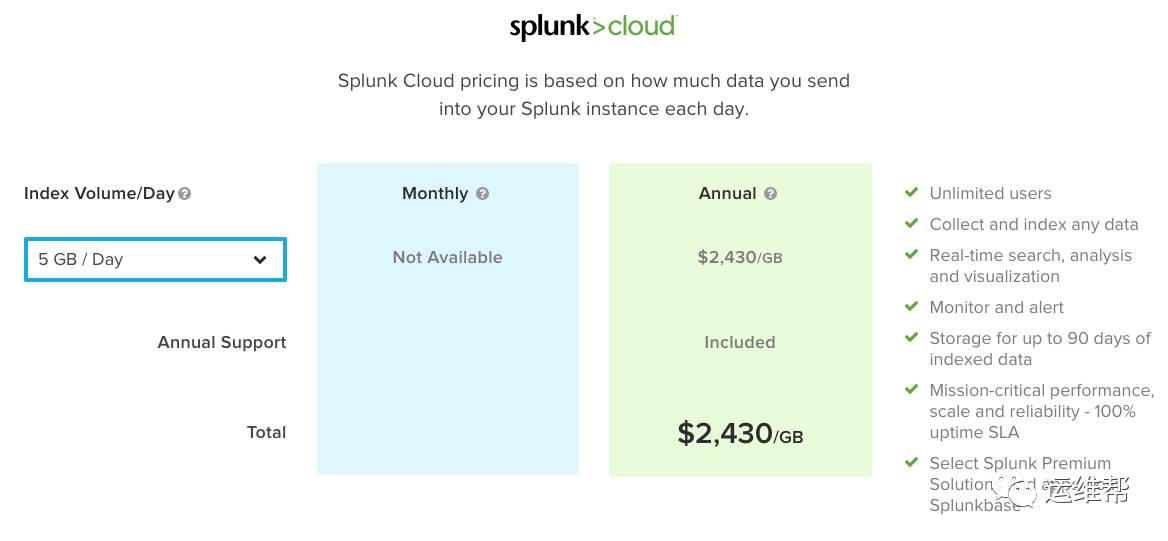 splunk>cloud
Splunk Cloud pricing is based on how much data you send
into your Splunk instance each day.
Index Volume/Day
Monthly
Annual
5 GB / Day
Not Available
$2,430/GB
Annual Support
Included
Total
$2,430/GB
Unlimited users
Collect and index any data
Real-time search, analysis
and visualization
Monitor and alert
Storage for up to 90 days of
indexed data
Mission-critical performance,
scale and reliability - 100%
uptime SLA
Select Splunk Premium
Solution
Splunkbase
运维帮